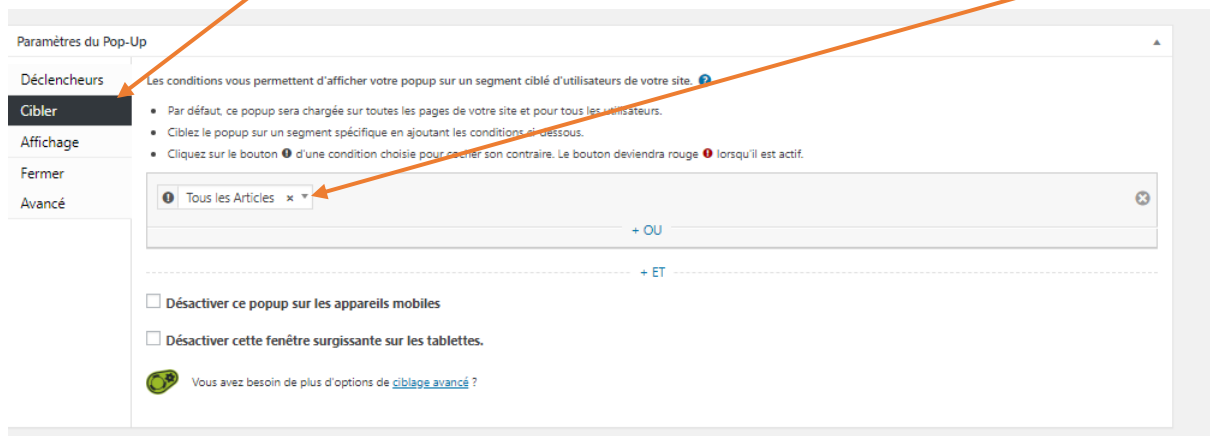 Paramètres du Pop-Up
Déclencheurs
Cibler
Affichage
Fermer
Avancé
Les conditions vous permettent d'afficher votre popup sur un segment ciblé d'utilisateurs de votre site.
Par défaut, ce popup sera chargée sur toutes les pages de votre site et pour tous les utilisateurs.
Ciblez le popup sur un segment spécifique en ajoutant les conditions ci-dessous.
Cliquez sur le bouton d'une condition choisie pour cocher son contraire. Le bouton deviendra rouge lorsqu'il est actif.
Tous les Articles ×
+ OU
+ ET
Désactiver ce popup sur les appareils mobiles
Désactiver cette fenêtre surgissante sur les tablettes.
Vous avez besoin de plus d'options de ciblage avancé ?